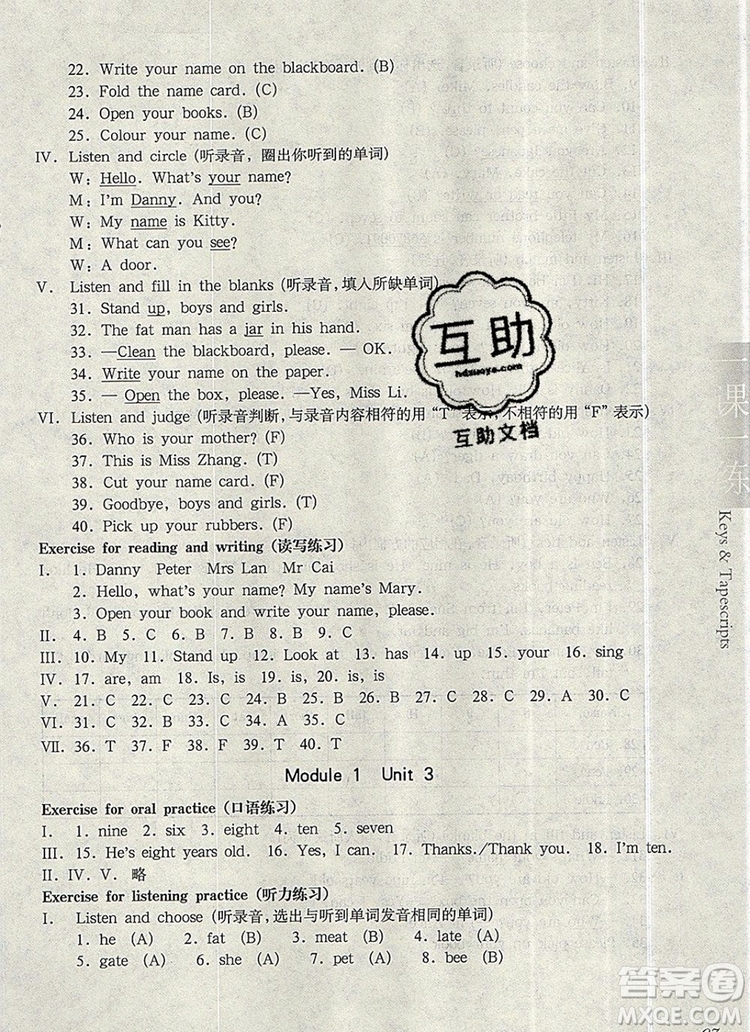 22. Write your name on the blackboard. (B)
23. Fold the name card. (C)
24. Open your books. (B)
25. Colour your name. (C)
IV. Listen and circle (听录音，圈出你听到的单词)
W: Hello. What's your name?
M: I'm Danny. And you?
W: My name is Kitty.
M: What can you see?
W: A door.
V. Listen and fill in the blanks (听录音，填入所缺单词)
31. Stand up, boys and girls.
32. The fat man has a jar in his hand.
33. —Clean the blackboard, please. — OK.
34. Write your name on the paper.
35. — Open the box, please. —Yes, Miss Li.
VI. Listen and judge (听录音判断，与录音内容相符的用“T”表示，不相符的用“F”表示)
36. Who is your mother? (T)
37. This is Miss Zhang. (T)
38. Cut your name card. (F)
39. Goodbye, boys and girls. (T)
40. Pick up your rubbers. (F)
Exercise for reading and writing (读写练习)
I. 1. Danny Peter Mrs Lan Mr Cai
2. Hello, what's your name? My name's Mary.
3. Open your book and write your name, please.
II. 4. B 5. C 6. C 7. C 8. B 9. B
III. 10. My 11. Stand up 12. Look at 13. has 14. up 15. your 16. sing
IV. 17. are, am 18. Is, is 19. is 20. is, is
V. 21. C 22. C 23. C 24. B 25. B 26. B 27. C 28. C 29. C 30. C
VI. 31. C 32. B 33. C 34. A 35. C
VII. 36. T 37. F 38. F 39. T 40. T
Module 1 Unit 3
Exercise for oral practice (口语练习)
I. 1. nine 2. six 3. eight 4. ten 5. seven
III. 15. He's eight years old. 16. Yes, I can. 17. Thanks./Thank you. 18. I'm ten.
II. IV. V. 略
Exercise for listening practice (听力练习)
I. Listen and choose (听录音，选出与听到单词发音相同的单词)
1. he (A) 2. fat (B) 3. meat (B) 4. late (A)
5. gate (A) 6. she (A) 7. pet (A) 8. bee (A)
一课一练
Keys & Tapescripts
互助
hdzuoye.com
互助文档
答案圈
MXQE.COM